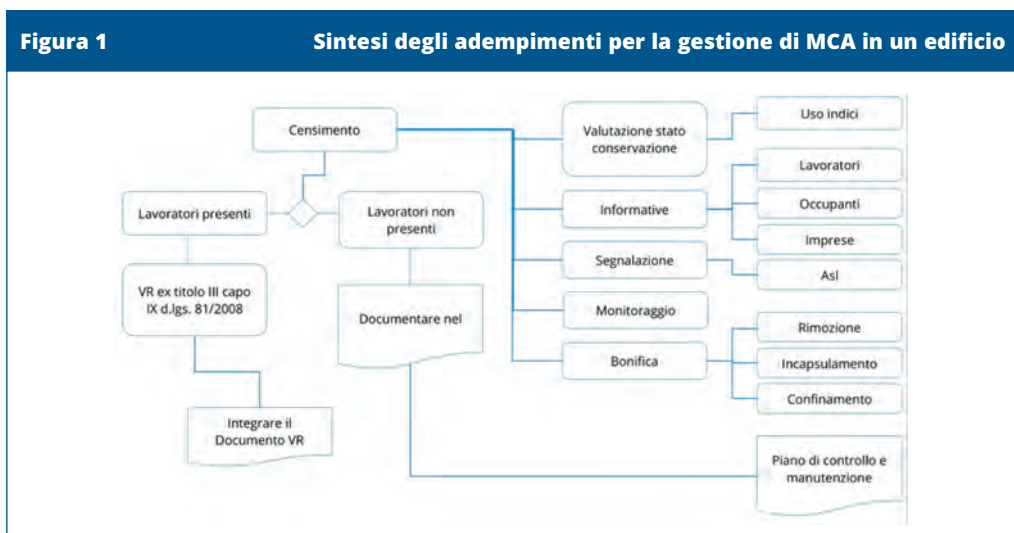 Figura 1
Sintesi degli adempimenti per la gestione di MCA in un edificio
Censimento
Lavoratori presenti
Lavoratori non
presenti
VR ex titolo III capo
IX d.lgs. 81/2008
Documentare nel
Integrare il
Documento VR
Valutazione stato
conservazione
Uso indici
Informative
Lavoratori
Occupanti
Imprese
Segnalazione
Asl
Monitoraggio
Bonifica
Rimozione
Incapsulamento
Confinamento
Piano di controllo e
manutenzione